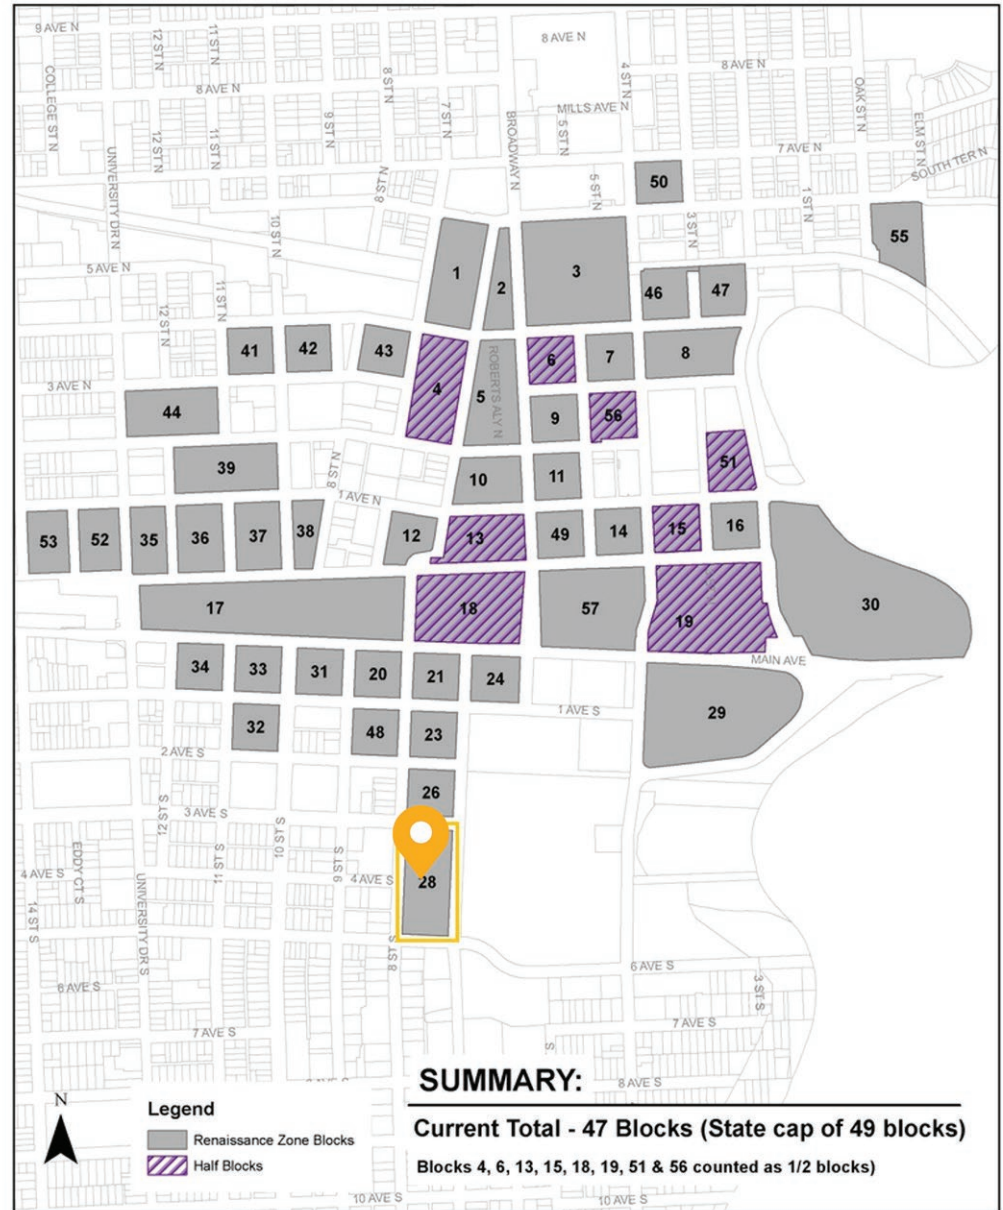 9 AVE N
12 ST N
11 ST N
8 AVE N
COLLEGE ST N
8 ST N
4 ST N
8 AVE N
8 AVE N
OAK ST N
MILLS AVE N
7 ST N
BROADWAY N
5 ST N
9 ST N
12 ST N
11 ST N
ELM ST N
7 AVE N
SOUTH TER N
UNIVERSITY DR N
8 ST N
5 ST N
50
1 ST N
3 ST N
10 ST N
55
5 AVE N
1
2
3
46
47
11 ST N
12 ST N
41
42
43
4
ROBERTS ALY N
5
6
7
8
3 AVE N
44
9
56
39
8 ST N
10
11
51
1 AVE N
53
52
35
36
37
38
12
13
49
14
15
16
17
18
57
19
30
MAIN AVE
34
33
31
20
21
24
29
1 AVE S
32
48
23
2 AVE S
26
3 AVE S
12 ST S
11 ST S
10 ST S
9 ST S
4 AVE S
EDDY CT S
4 AVE S
28
14 ST S
UNIVERSITY DR S
8 ST S
6 AVE S
6 AVE S
3 ST S
7 AVE S
7 AVE S
S
8 AVE S
SUMMARY:
Current Total - 47 Blocks (State cap of 49 blocks)
Blocks 4, 6, 13, 15, 18, 19, 51 & 56 counted as 1/2 blocks)
N
Legend
Renaissance Zone Blocks
Half Blocks
10 AVE S
10 AVE S